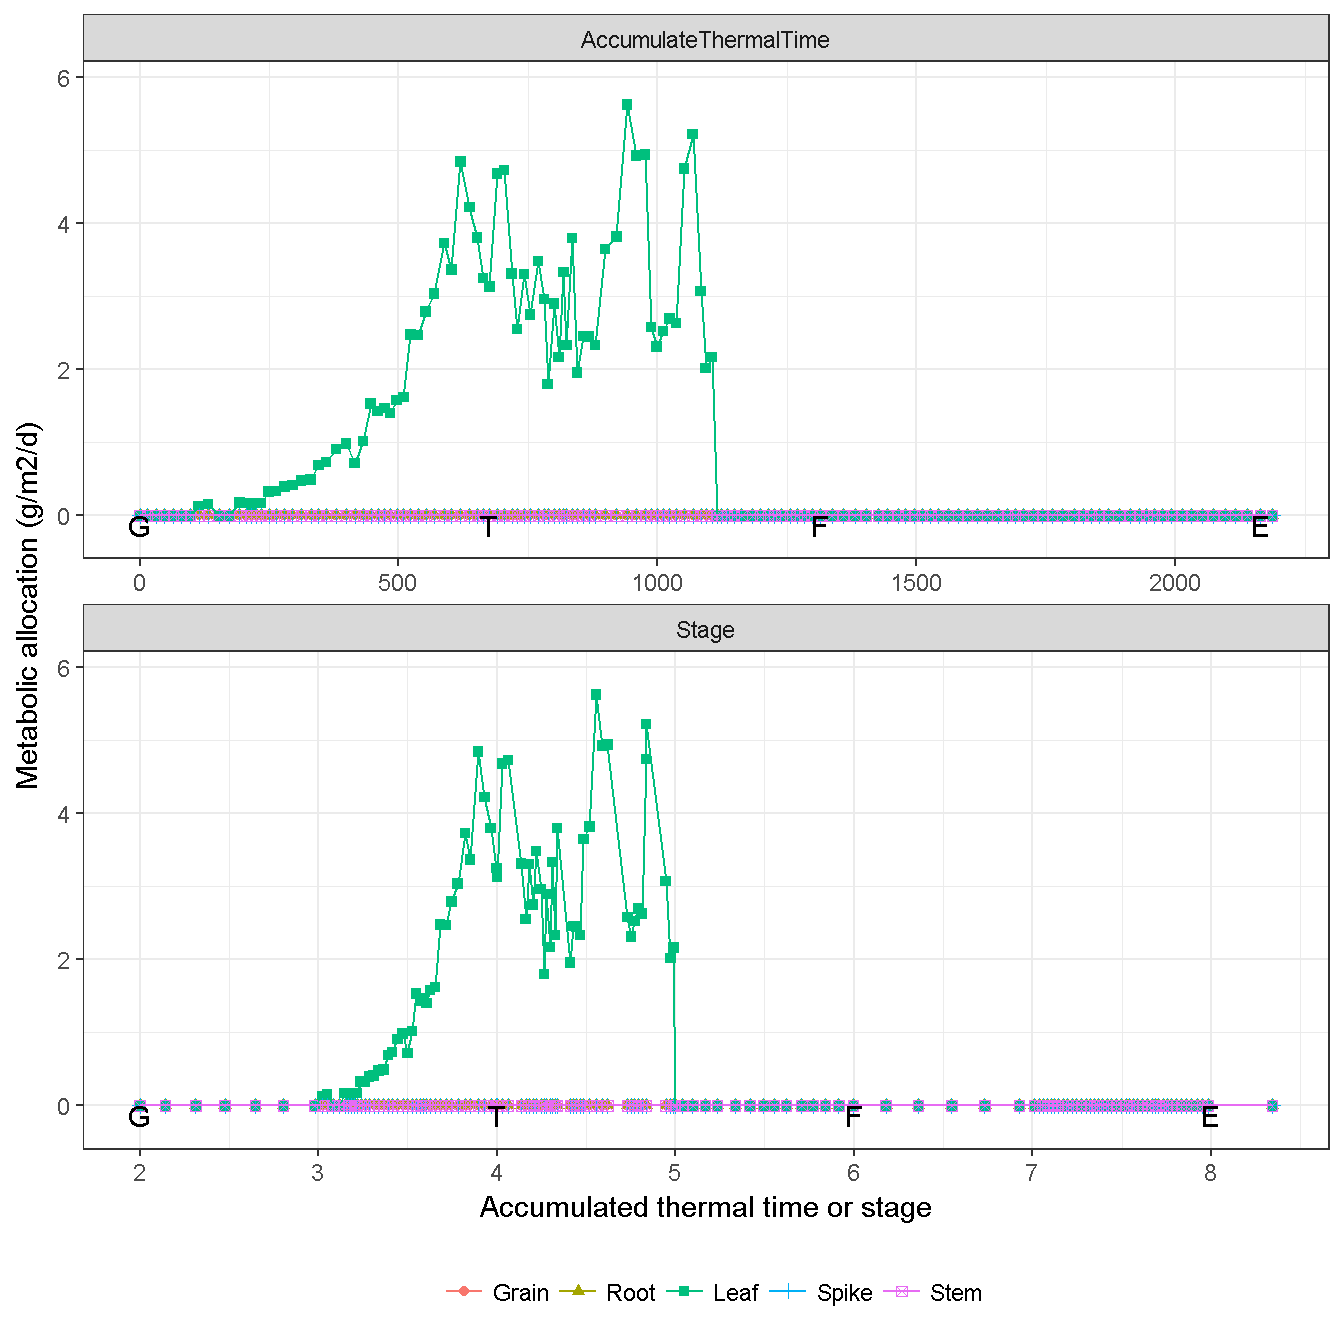 AccumulateThermalTime
6
4
2
0
G T F E
0 500 1000 1500 2000
Stage
6
4
2
0
G T F E
2 3 4 5 6 7 8
Metabolic allocation (g/m2/d)
Accumulated thermal time or stage
Grain Root Leaf Spike Stem